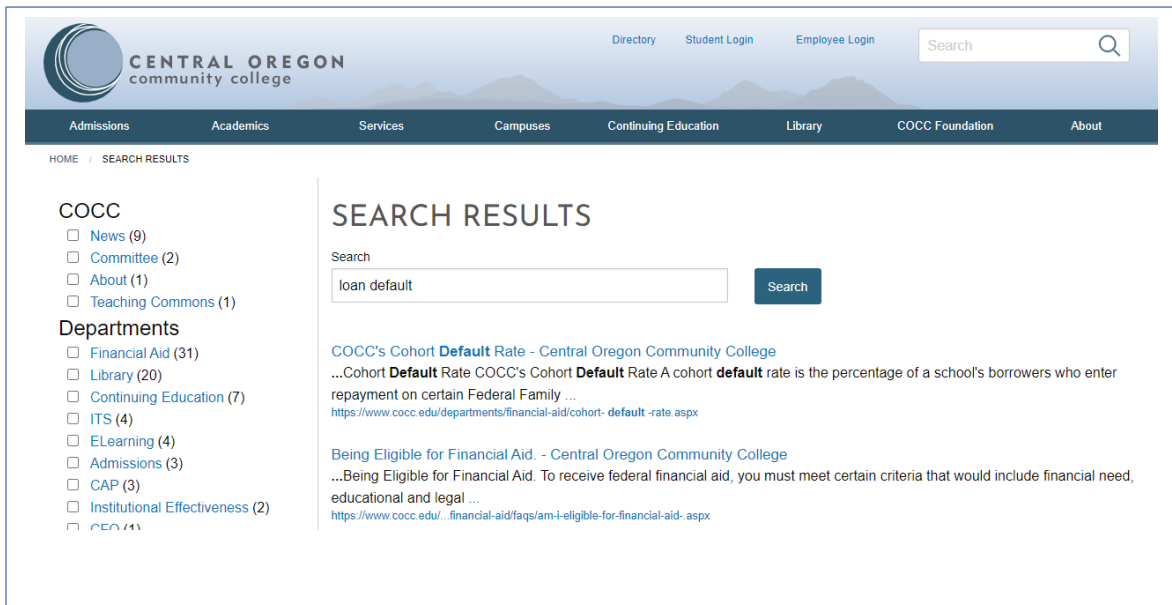 CENTRAL OREGON
community college
Directory Student Login Employee Login Search
Admissions Academics Services Campuses Continuing Education Library COCC Foundation About
HOME / SEARCH RESULTS
COCC
News (9)
Committee (2)
About (1)
Teaching Commons (1)
Departments
Financial Aid (31)
Library (20)
Continuing Education (7)
ITS (4)
ELearning (4)
Admissions (3)
CAP (3)
Institutional Effectiveness (2)
CFO (1)
SEARCH RESULTS
Search
loan default Search
COCC's Cohort Default Rate - Central Oregon Community College
...Cohort Default Rate COCC's Cohort Default Rate A cohort default rate is the percentage of a school's borrowers who enter
repayment on certain Federal Family ...
https://www.cocc.edu/departments/financial-aid/cohort- default -rate.aspx
Being Eligible for Financial Aid. - Central Oregon Community College
...Being Eligible for Financial Aid. To receive federal financial aid, you must meet certain criteria that would include financial need,
educational and legal ...
https://www.cocc.edu/...financial-aid/faqs/am-i-eligible-for-financial-aid-.aspx